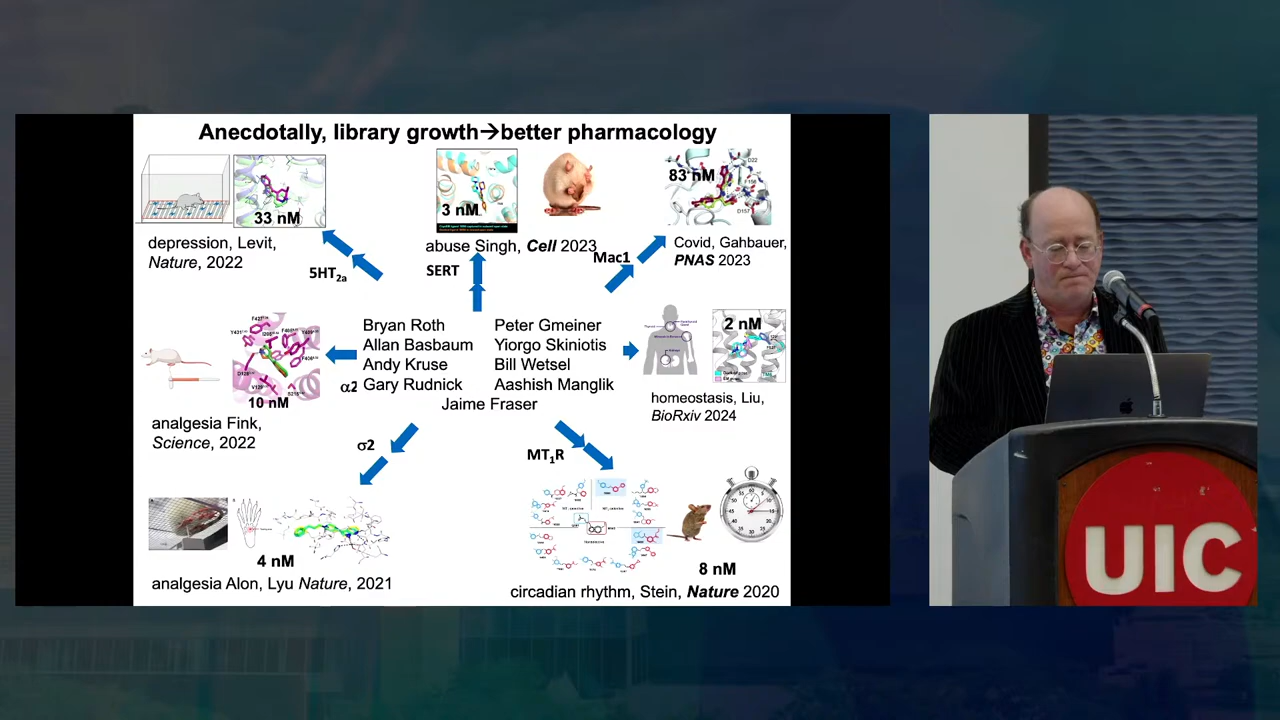 Anecdotally, library growth→better pharmacology
33 nM
depression, Levit,
Nature, 2022
5HT2a
3 nM
abuse Singh, Cell 2023
SERT
83 nM
D22
F156
D157
Covid, Gahbauer,
PNAS 2023
Mac1
Bryan Roth
Allan Basbaum
Andy Kruse
Gary Rudnick
Peter Gmeiner
Yiorgo Skiniotis
Bill Wetsel
Aashish Manglik
Jaime Fraser
α2
10 nM
analgesia Fink,
Science, 2022
2 nM
homeostasis, Liu,
BioRxiv 2024
σ2
4 nM
analgesia Alon, Lyu Nature, 2021
MT1R
8 nM
circadian rhythm, Stein, Nature 2020
UIC